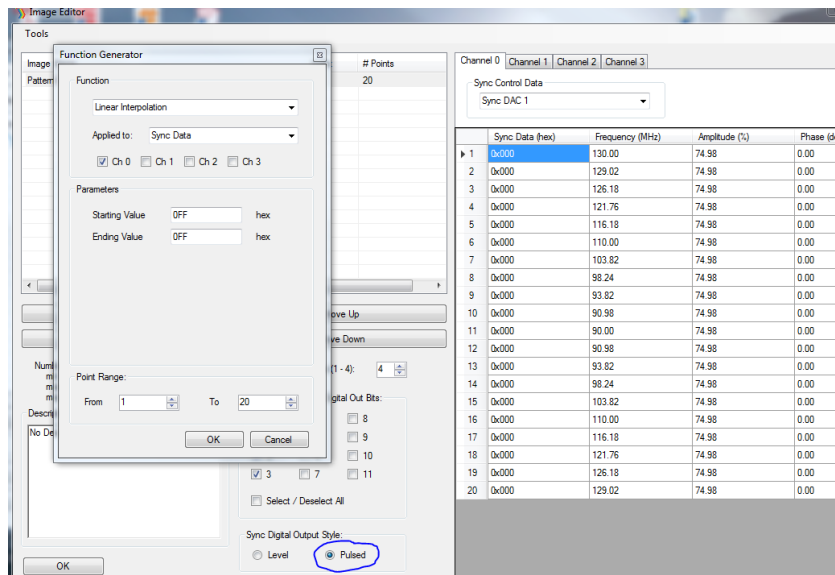 Image Editor
Tools
Function Generator
Function
Linear Interpolation
Applied to: Sync Data
Ch 0 Ch 1 Ch 2 Ch 3
Parameters
Starting Value 0FF hex
Ending Value 0FF hex
Point Range:
From 1 To 20
OK Cancel
Image # Points
Pattern 20
ove Up
ve Down
Numb
(1 - 4): 4
m
m
m
gital Out Bits:
8
9
10
3 7 11
Select / Deselect All
Descrip
No De
Sync Digital Output Style:
Level Pulsed
OK
Channel 0 Channel 1 Channel 2 Channel 3
Sync Control Data
Sync DAC 1
Sync Data (hex) Frequency (MHz) Amplitude (%) Phase (d
1 0x000 130.00 74.98 0.00
2 0x000 129.02 74.98 0.00
3 0x000 126.18 74.98 0.00
4 0x000 121.76 74.98 0.00
5 0x000 116.18 74.98 0.00
6 0x000 110.00 74.98 0.00
7 0x000 103.82 74.98 0.00
8 0x000 98.24 74.98 0.00
9 0x000 93.82 74.98 0.00
10 0x000 90.98 74.98 0.00
11 0x000 90.00 74.98 0.00
12 0x000 90.98 74.98 0.00
13 0x000 93.82 74.98 0.00
14 0x000 98.24 74.98 0.00
15 0x000 103.82 74.98 0.00
16 0x000 110.00 74.98 0.00
17 0x000 116.18 74.98 0.00
18 0x000 121.76 74.98 0.00
19 0x000 126.18 74.98 0.00
20 0x000 129.02 74.98 0.00